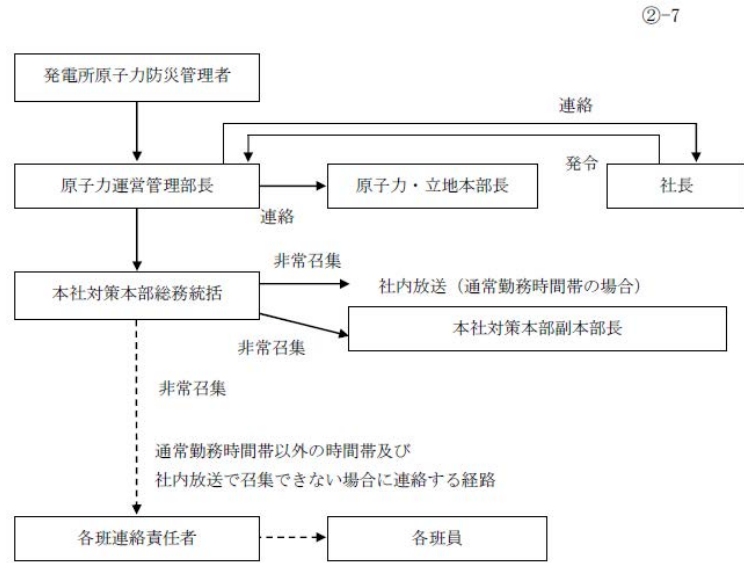 ②-7
発電所原子力防災管理者
連絡
発令
原子力運営管理部長
原子力・立地本部長
社長
連絡
非常召集
本社対策本部総務統括
社内放送（通常勤務時間帯の場合）
本社対策本部副本部長
非常召集
非常召集
通常勤務時間帯以外の時間帯及び
社内放送で召集できない場合に連絡する経路
各班連絡責任者
各班員